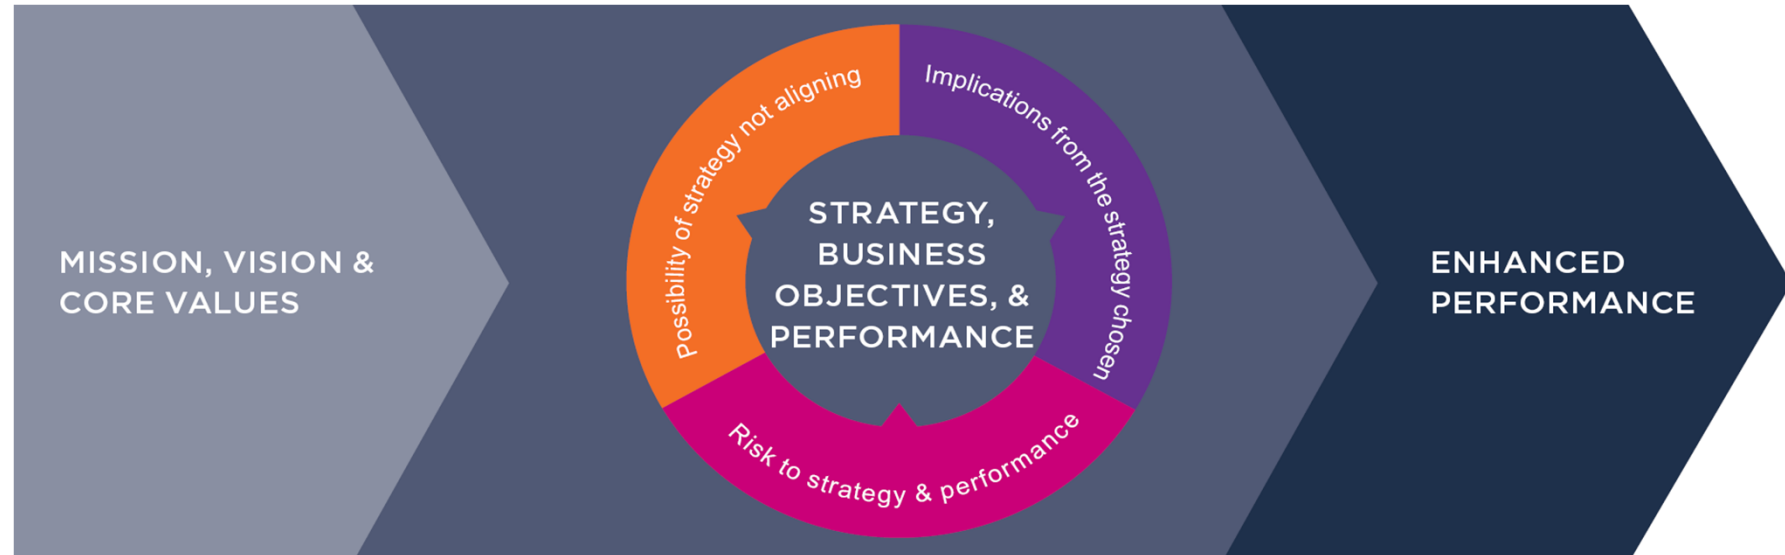 MISSION, VISION &
CORE VALUES
Possibility of strategy not aligning
Implications from the strategy chosen
STRATEGY,
BUSINESS
OBJECTIVES, &
PERFORMANCE
Risk to strategy & performance
ENHANCED
PERFORMANCE